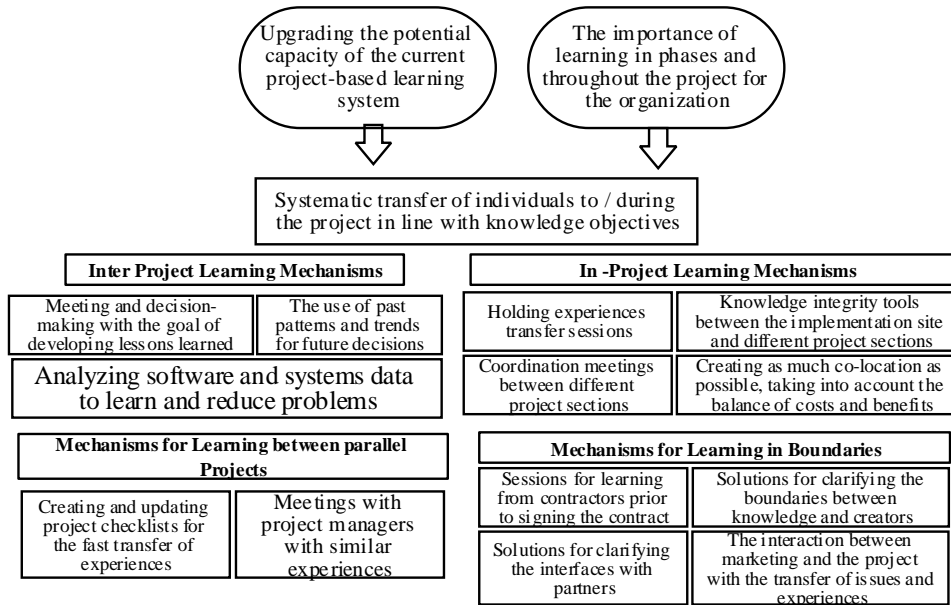 Upgrading the potential
capacity of the current
project-based learning
system
The importance of
learning in phases and
throughout the project for
the organization
Systematic transfer of individuals to / during
the project in line with knowledge objectives
Inter Project Learning Mechanisms
Meeting and decision-
making with the goal of
developing lessons learned
The use of past
patterns and trends
for future decisions
Analyzing software and systems data
to learn and reduce problems
Mechanisms for Learning between parallel
Projects
Creating and updating
project checklists for
the fast transfer of
experiences
Meetings with
project managers
with similar
experiences
In -Project Learning Mechanisms
Holding experiences
transfer sessions
Knowledge integrity tools
between the implementation site
and different project sections
Coordination meetings
between different
project sections
Creating as much co-location as
possible, taking into account the
balance of costs and benefits
Mechanisms for Learning in Boundaries
Sessions for learning
from contractors prior
to signing the contract
Solutions for clarifying the
boundaries between
knowledge and creators
Solutions for clarifying
the interfaces with
partners
The interaction between
marketing and the project
with the transfer of issues and
experiences